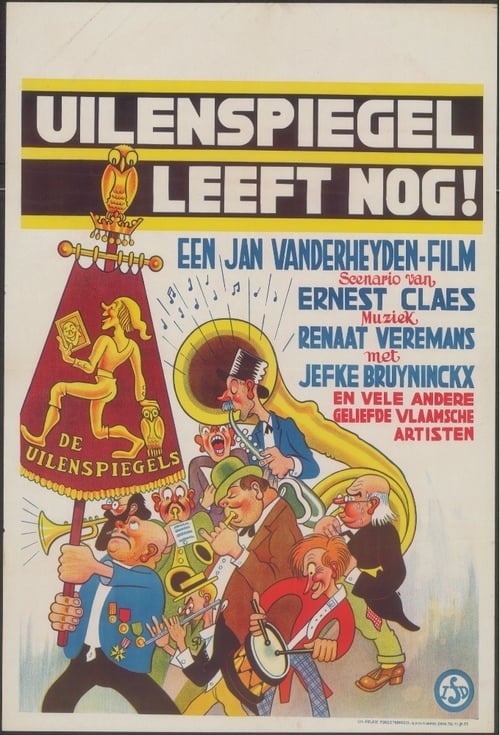 UILENSPIEGEL
LEEFT NOG!
EEN JAN VANDERHEYDEN-FILM
Scenario van
ERNEST CLAES
Muziek
RENAAT VEREMANS
met
JEFKE BRUYNINCKX
EN VELE ANDERE
GELIEFDE VLAAMSCHE
ARTISTEN
DE
UILENSPIEGELS